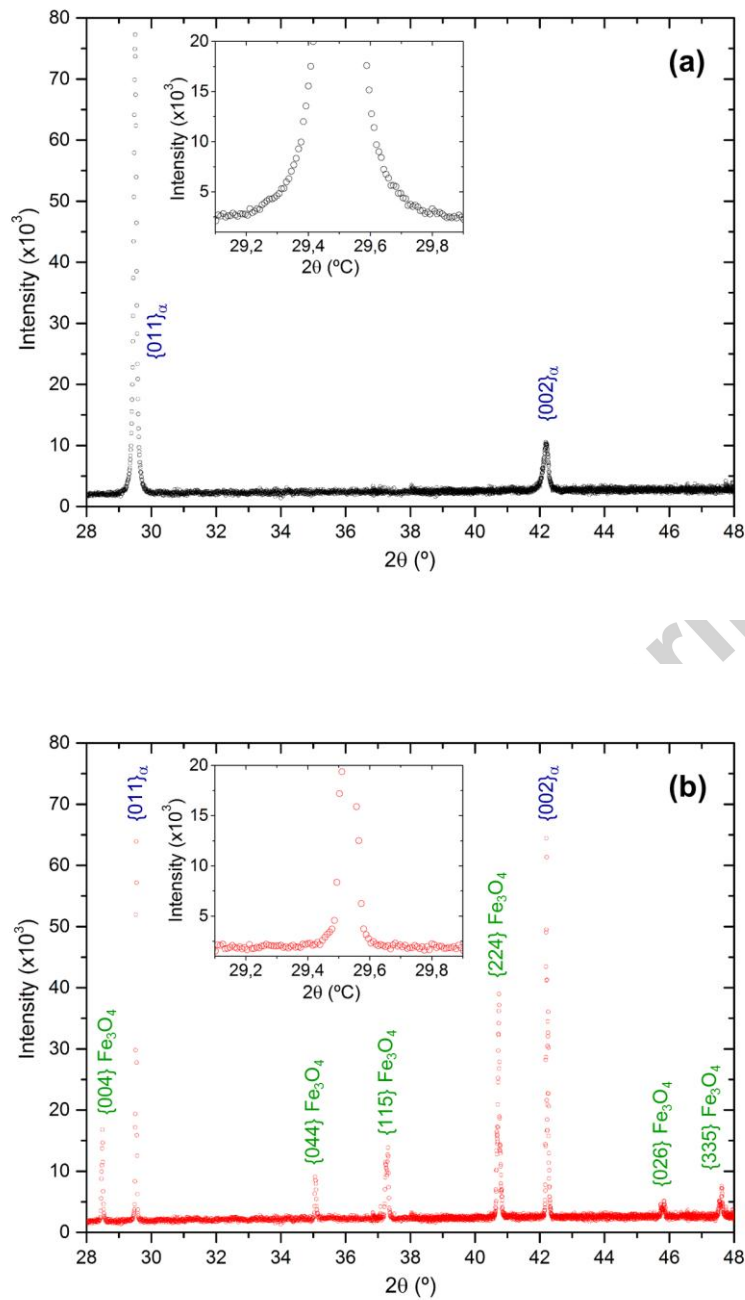 (a)
80
70
60
50
40
30
20
10
0
Intensity (x10³)
{011}α
{002}α
28 30 32 34 36 38 40 42 44 46 48
2θ (º)
20
15
10
5
Intensity (x10³)
29,2 29,4 29,6 29,8
2θ (ºC)
(b)
80
70
60
50
40
30
20
10
0
Intensity (x10³)
{004} Fe₃O₄
{011}α
{044} Fe₃O₄
{115} Fe₃O₄
{224} Fe₃O₄
{002}α
{026} Fe₃O₄
{335} Fe₃O₄
28 30 32 34 36 38 40 42 44 46 48
2θ (º)
20
15
10
5
Intensity (x10³)
29,2 29,4 29,6 29,8
2θ (ºC)